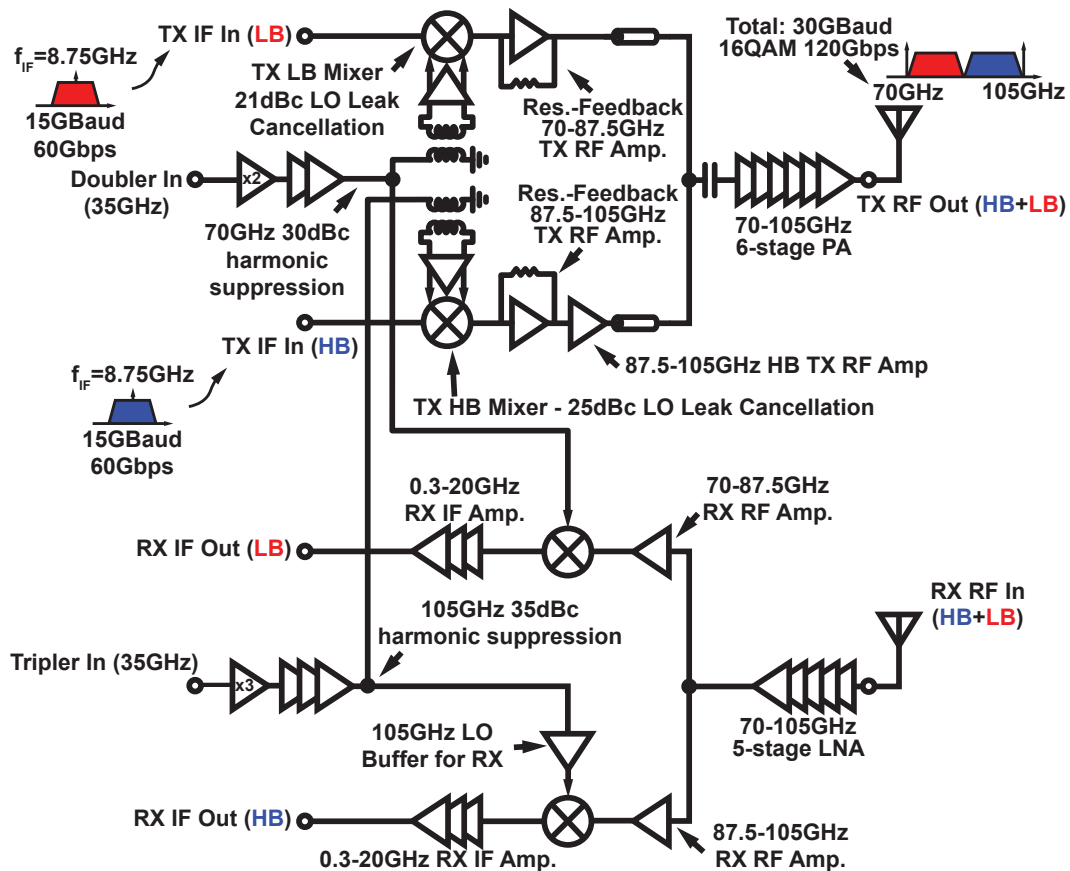 TX IF In (LB)
f_IF=8.75GHz
15GBaud
60Gbps
TX LB Mixer
21dBc LO Leak
Cancellation
Res.-Feedback
70-87.5GHz
TX RF Amp.
Total: 30GBaud
16QAM 120Gbps
70GHz
105GHz
Doubler In
(35GHz)
x2
70GHz 30dBc
harmonic
suppression
Res.-Feedback
87.5-105GHz
TX RF Amp.
TX RF Out (HB+LB)
70-105GHz
6-stage PA
TX IF In (HB)
f_IF=8.75GHz
15GBaud
60Gbps
87.5-105GHz HB TX RF Amp
TX HB Mixer - 25dBc LO Leak Cancellation
0.3-20GHz
RX IF Amp.
70-87.5GHz
RX RF Amp.
RX IF Out (LB)
RX RF In
(HB+LB)
105GHz 35dBc
harmonic suppression
Tripler In (35GHz)
x3
105GHz LO
Buffer for RX
70-105GHz
5-stage LNA
RX IF Out (HB)
0.3-20GHz RX IF Amp.
87.5-105GHz
RX RF Amp.